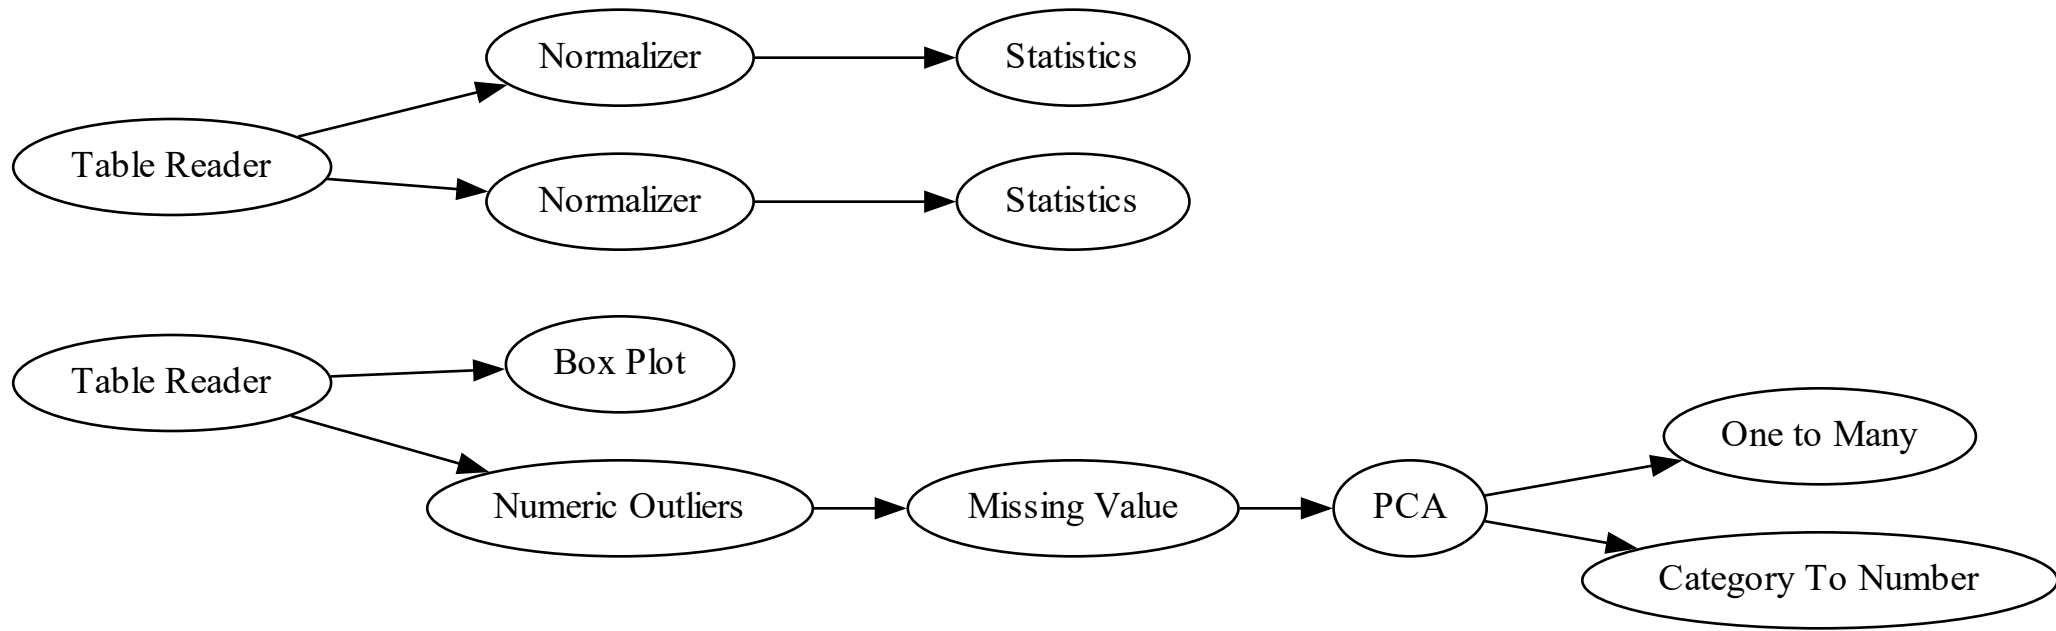 Normalizer
Statistics
Table Reader
Normalizer
Statistics
Box Plot
Table Reader
One to Many
Numeric Outliers
Missing Value
PCA
Category To Number